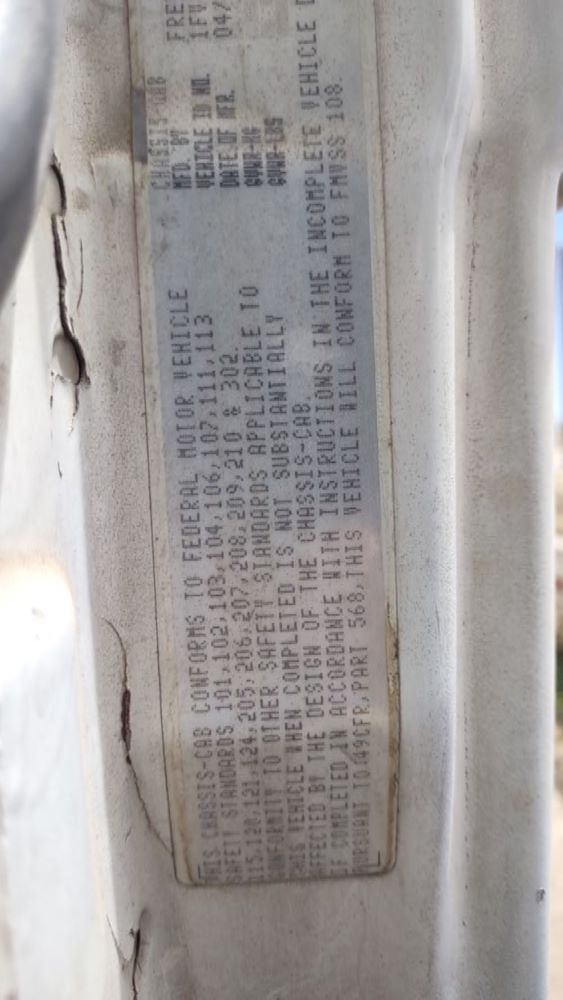 CHASSIS-CAB FRE
MFD. BY 1FV
VEHICLE ID NO. 04/
DATE OF MFR.
GVWR-KG
GVWR-LBS
THIS CHASSIS-CAB CONFORMS TO FEDERAL MOTOR VEHICLE
SAFETY STANDARDS 101,102,103,104,106,107,111,113
115,120,121,124,205,206,207,208,209,210 & 302.
CONFORMITY TO OTHER SAFETY STANDARDS APPLICABLE TO
THIS VEHICLE WHEN COMPLETED IS NOT SUBSTANTIALLY
AFFECTED BY THE DESIGN OF THE CHASSIS-CAB.
IF COMPLETED IN ACCORDANCE WITH INSTRUCTIONS IN THE INCOMPLETE VEHICLE D
PURSUANT TO 49CFR,PART 568,THIS VEHICLE WILL CONFORM TO FMVSS 108.